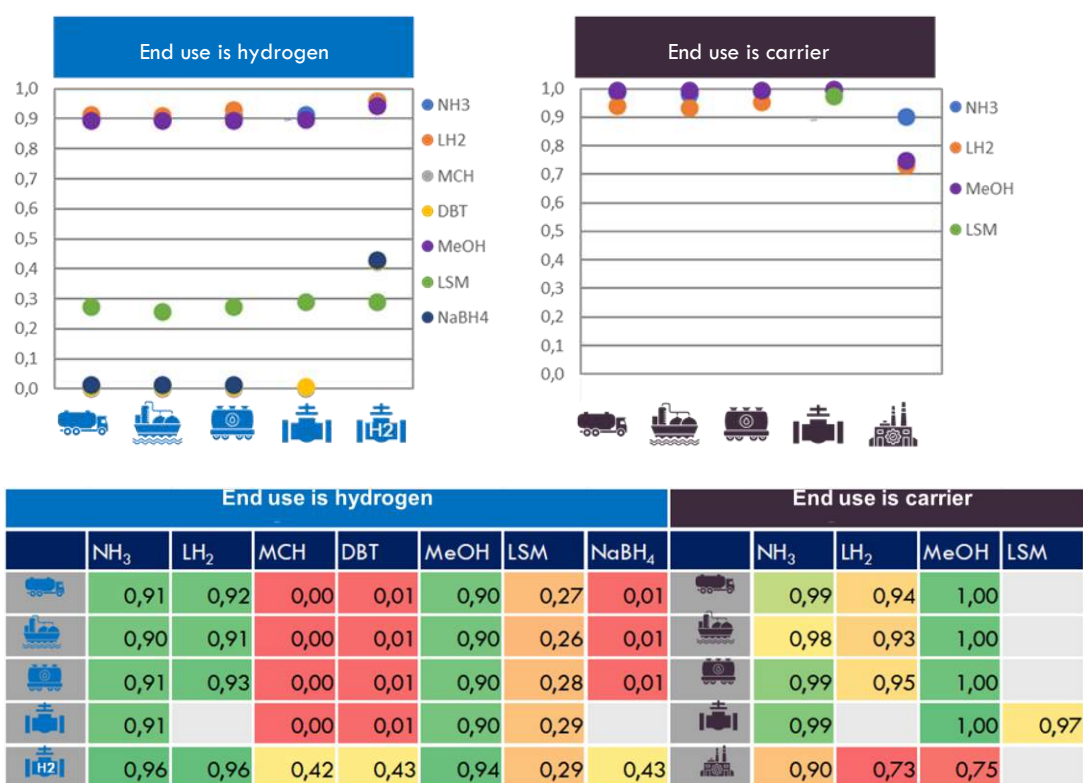 End use is hydrogen
1,0
0,9
0,8
0,7
0,6
0,5
0,4
0,3
0,2
0,1
0,0
NH3
LH2
MCH
DBT
MeOH
LSM
NaBH4
H2
End use is carrier
1,0
0,9
0,8
0,7
0,6
0,5
0,4
0,3
0,2
0,1
0,0
NH3
LH2
MeOH
LSM
End use is hydrogen End use is carrier
NH₃ LH₂ MCH DBT MeOH LSM NaBH₄ NH₃ LH₂ MeOH LSM
0,91 0,92 0,00 0,01 0,90 0,27 0,01 0,99 0,94 1,00
0,90 0,91 0,00 0,01 0,90 0,26 0,01 0,98 0,93 1,00
0,91 0,93 0,00 0,01 0,90 0,28 0,01 0,99 0,95 1,00
0,91 0,00 0,01 0,90 0,29 0,99 1,00 0,97
H2 0,96 0,96 0,42 0,43 0,94 0,29 0,43 0,90 0,73 0,75